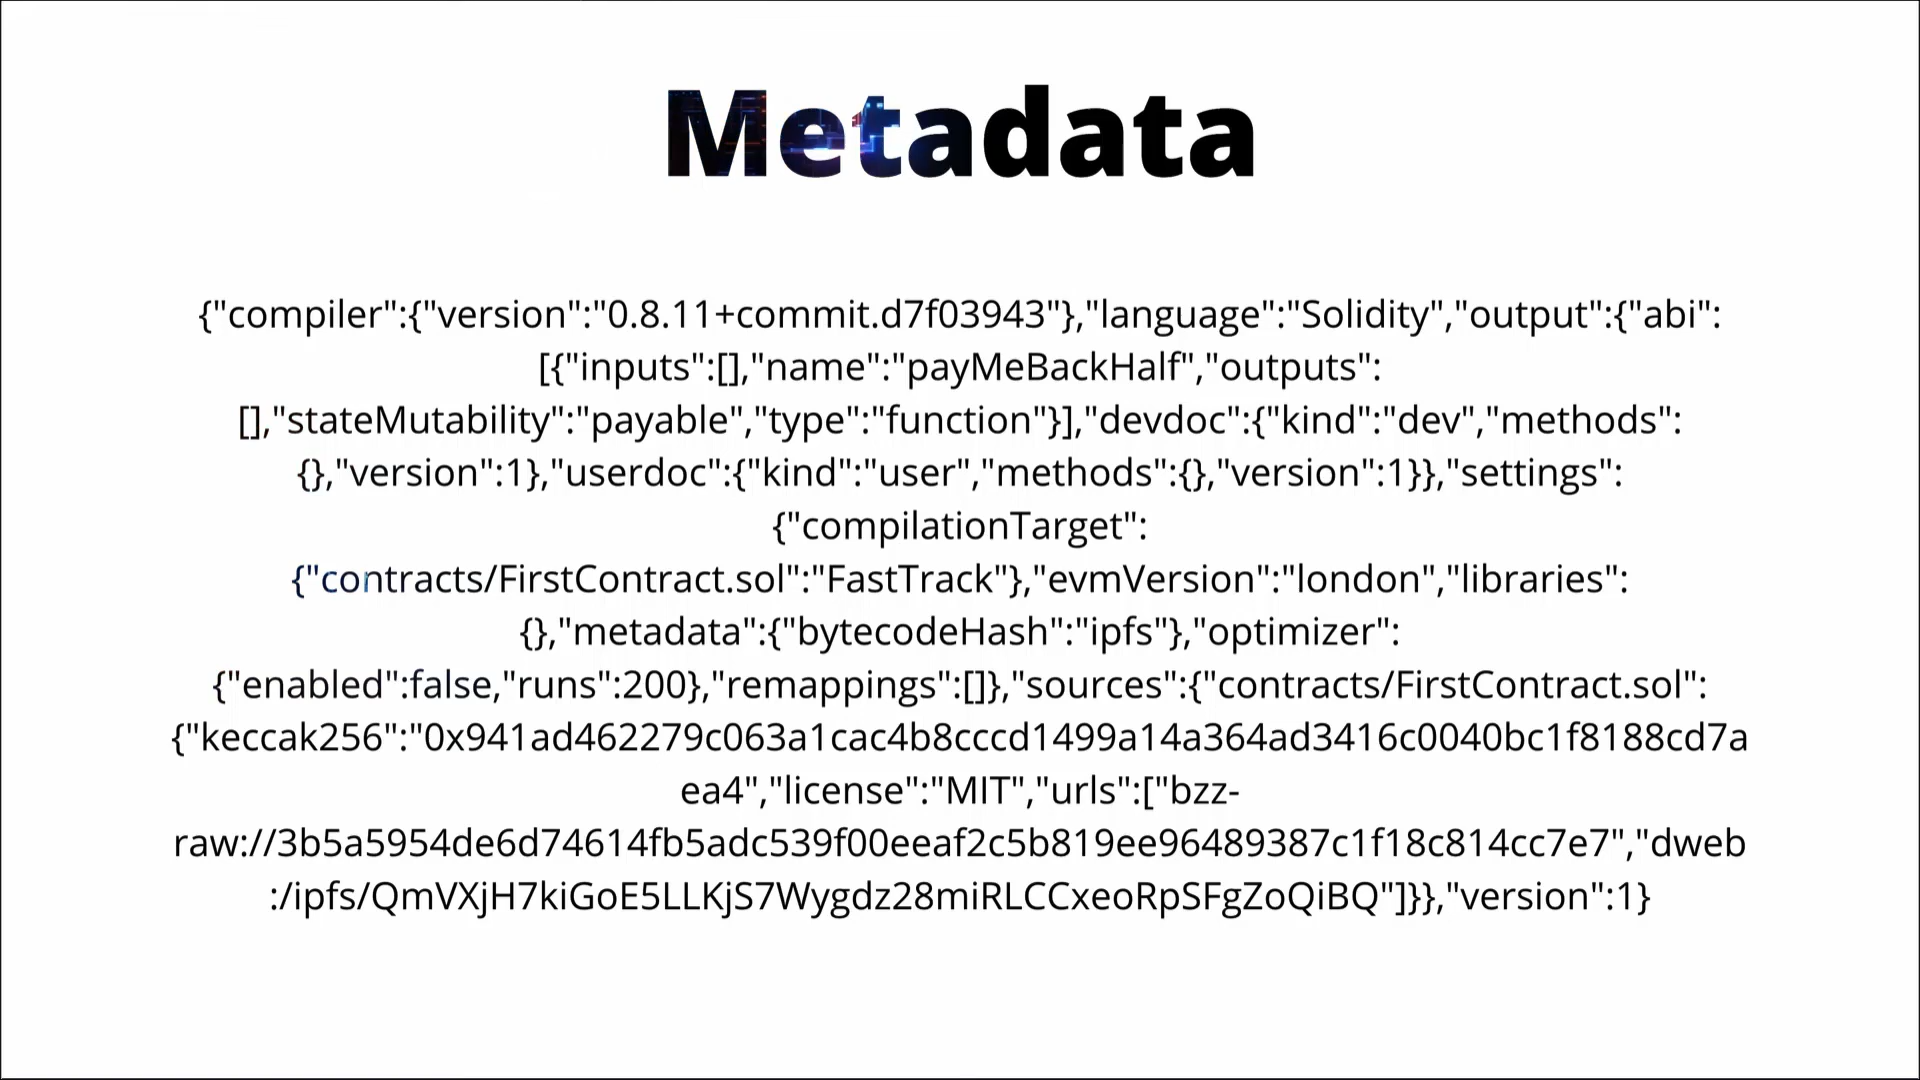 Metadata
{"compiler":{"version":"0.8.11+commit.d7f03943"},"language":"Solidity","output":{"abi":
[{"inputs":[],"name":"payMeBackHalf","outputs":
[],"stateMutability":"payable","type":"function"}],"devdoc":{"kind":"dev","methods":
{},"version":1},"userdoc":{"kind":"user","methods":{},"version":1}},"settings":
{"compilationTarget":
{"contracts/FirstContract.sol":"FastTrack"},"evmVersion":"london","libraries":
{},"metadata":{"bytecodeHash":"ipfs"},"optimizer":
{"enabled":false,"runs":200},"remappings":[]},"sources":{"contracts/FirstContract.sol":
{"keccak256":"0x941ad462279c063a1cac4b8cccd1499a14a364ad3416c0040bc1f8188cd7a
ea4","license":"MIT","urls":["bzz-
raw://3b5a5954de6d74614fb5adc539f00eeaf2c5b819ee96489387c1f18c814cc7e7","dweb
:/ipfs/QmVXjH7kiGoE5LLKjS7Wygdz28miRLCCxeoRpSFgZoQiBQ"]}},"version":1}